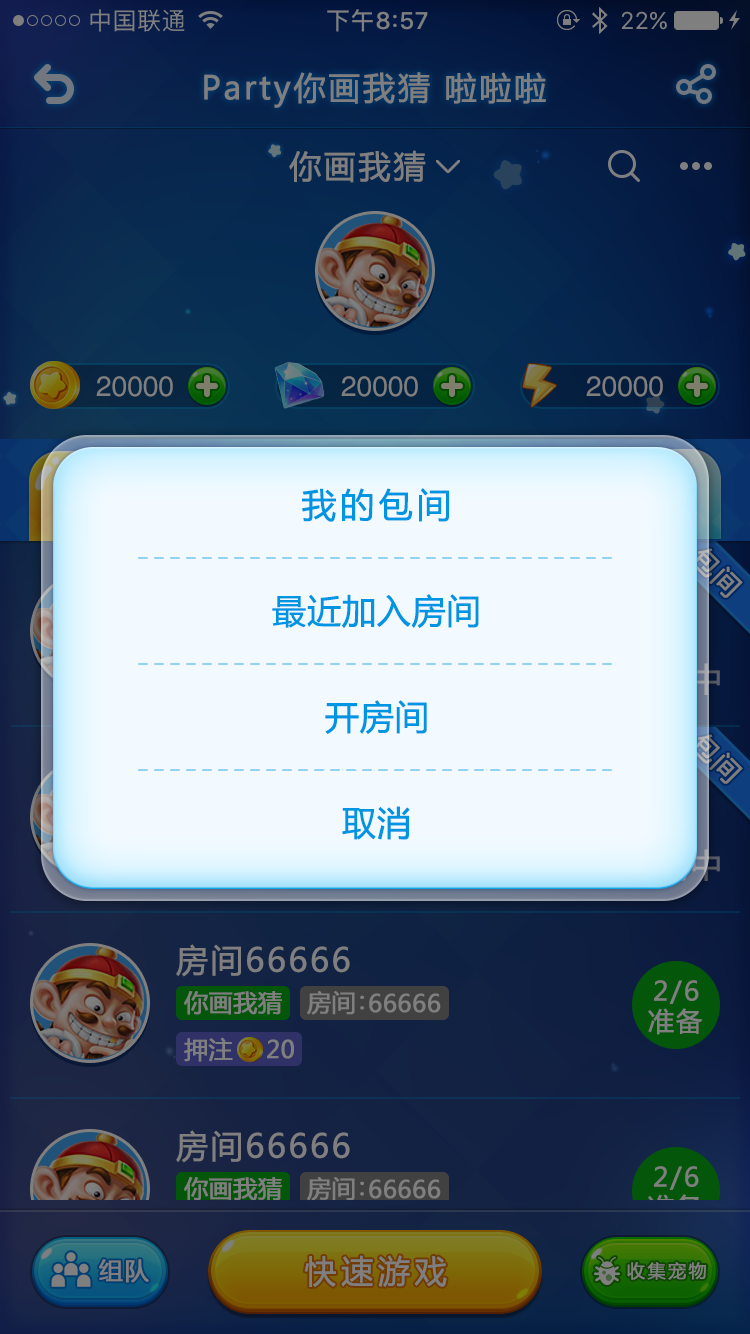 中国联通 下午8:57 22%
Party你画我猜 啦啦啦
你画我猜
20000 20000 20000
我的包间
最近加入房间
开房间
取消
包间
中
包间
中
房间66666
你画我猜 房间:66666
押注 20
2/6
准备
房间66666
你画我猜 房间:66666
2/6
准备
组队 快速游戏 收集宠物